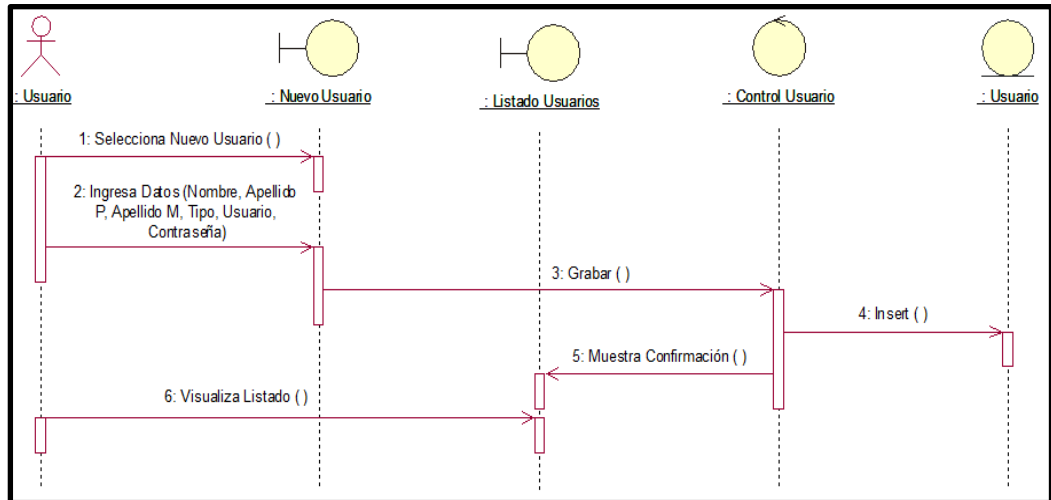 : Usuario
: Nuevo Usuario
: Listado Usuarios
: Control Usuario
: Usuario
1: Selecciona Nuevo Usuario ( )
2: Ingresa Datos (Nombre, Apellido
P, Apellido M, Tipo, Usuario,
Contraseña)
3: Grabar ( )
4: Insert ( )
5: Muestra Confirmación ( )
6: Visualiza Listado ( )